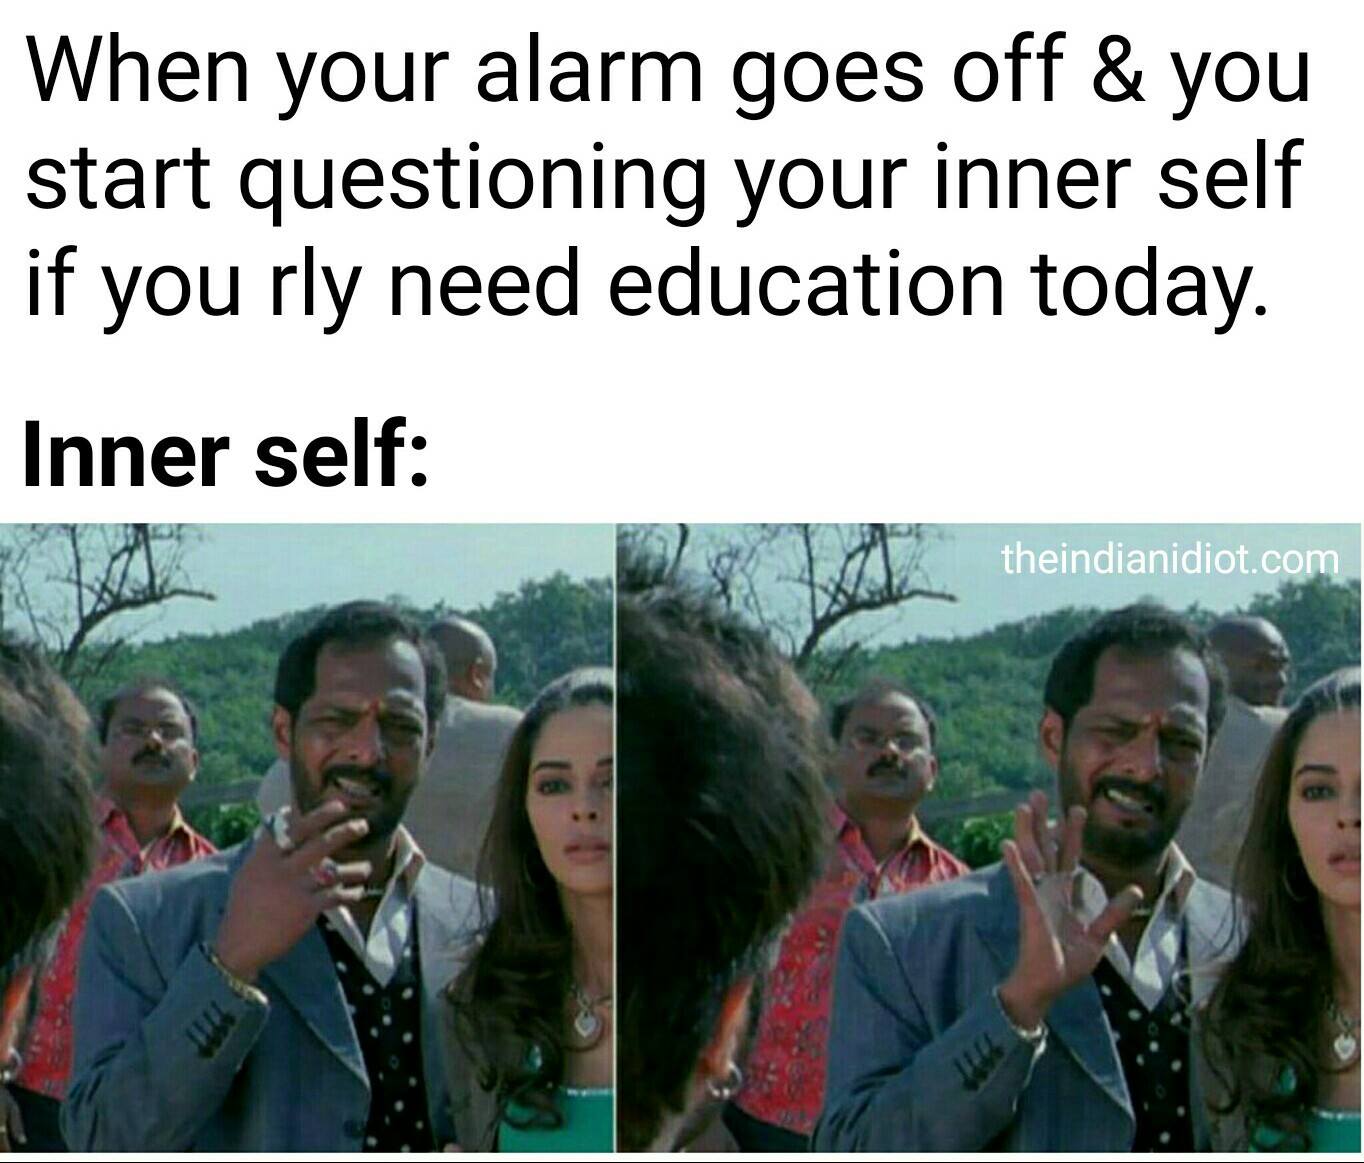 When your alarm goes off & you
start questioning your inner self
if you rly need education today.
Inner self:
theindianidiot.com